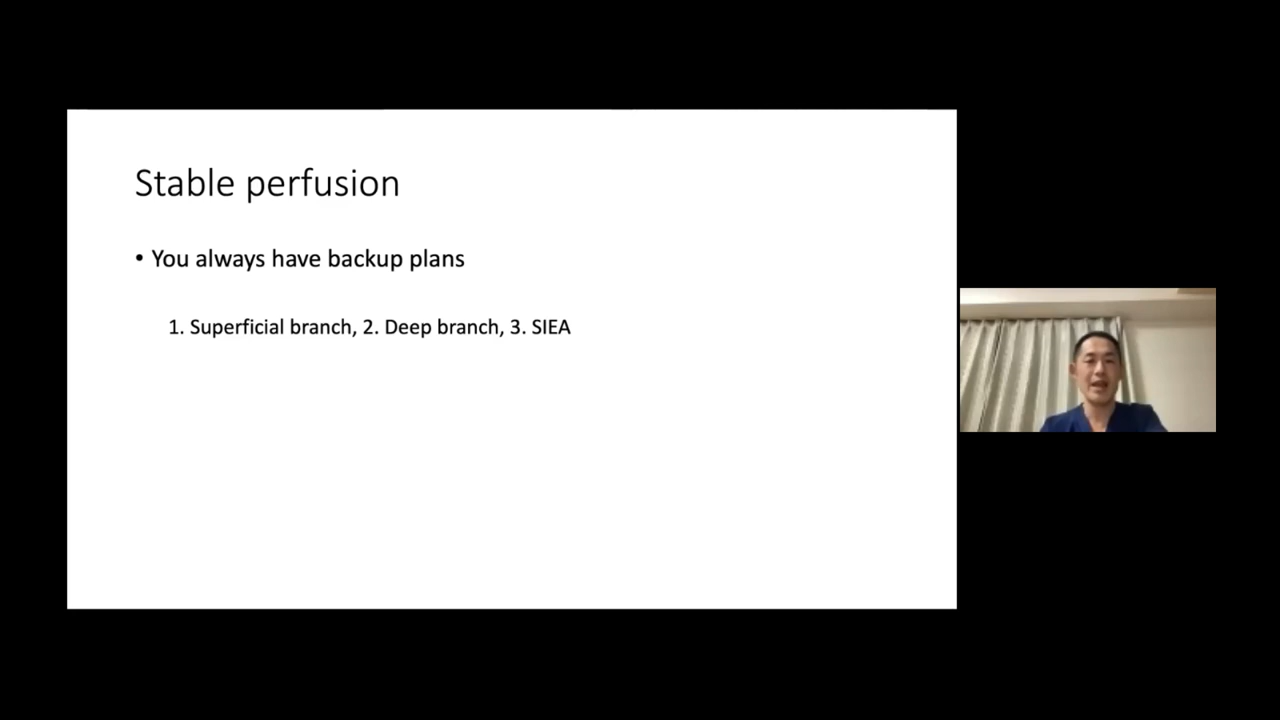 Stable perfusion
• You always have backup plans
1. Superficial branch, 2. Deep branch, 3. SIEA